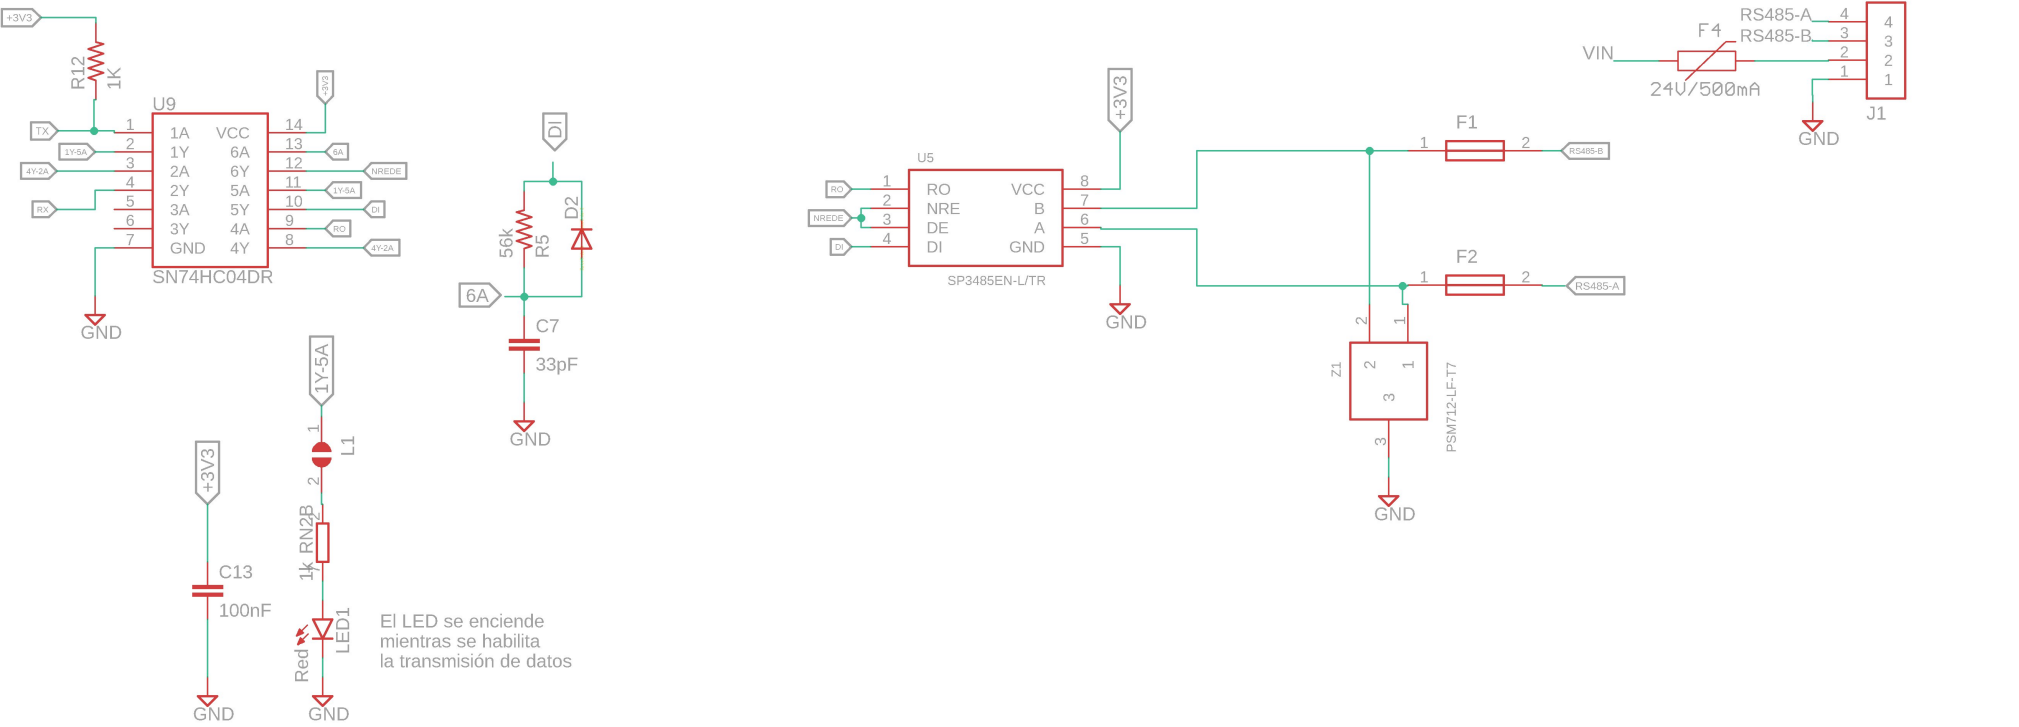 +3V3
R12
1K
TX
1Y-5A
4Y-2A
RX
U9
+3V3
1 1A VCC 14
2 1Y 6A 13
3 2A 6Y 12
4 2Y 5A 11
5 3A 5Y 10
6 3Y 4A 9
7 GND 4Y 8
SN74HC04DR
6A
NREDE
1Y-5A
DI
RO
4Y-2A
GND
DI
56k
R5
D2
6A
C7
33pF
GND
1Y-5A
1
L1
2
2
RN2B
1k
7
LED1
Red
GND
+3V3
C13
100nF
GND
El LED se enciende
mientras se habilita
la transmisión de datos
RO
NREDE
DI
U5
+3V3
1 RO VCC 8
2 NRE B 7
3 DE A 6
4 DI GND 5
SP3485EN-L/TR
GND
F1
1 2
RS485-B
F2
1 2
RS485-A
2 1
2 1
Z1
3
3
PSM712-LF-T7
GND
VIN
F4
24V/500mA
RS485-A 4 4
RS485-B 3 3
2 2
1 1
J1
GND